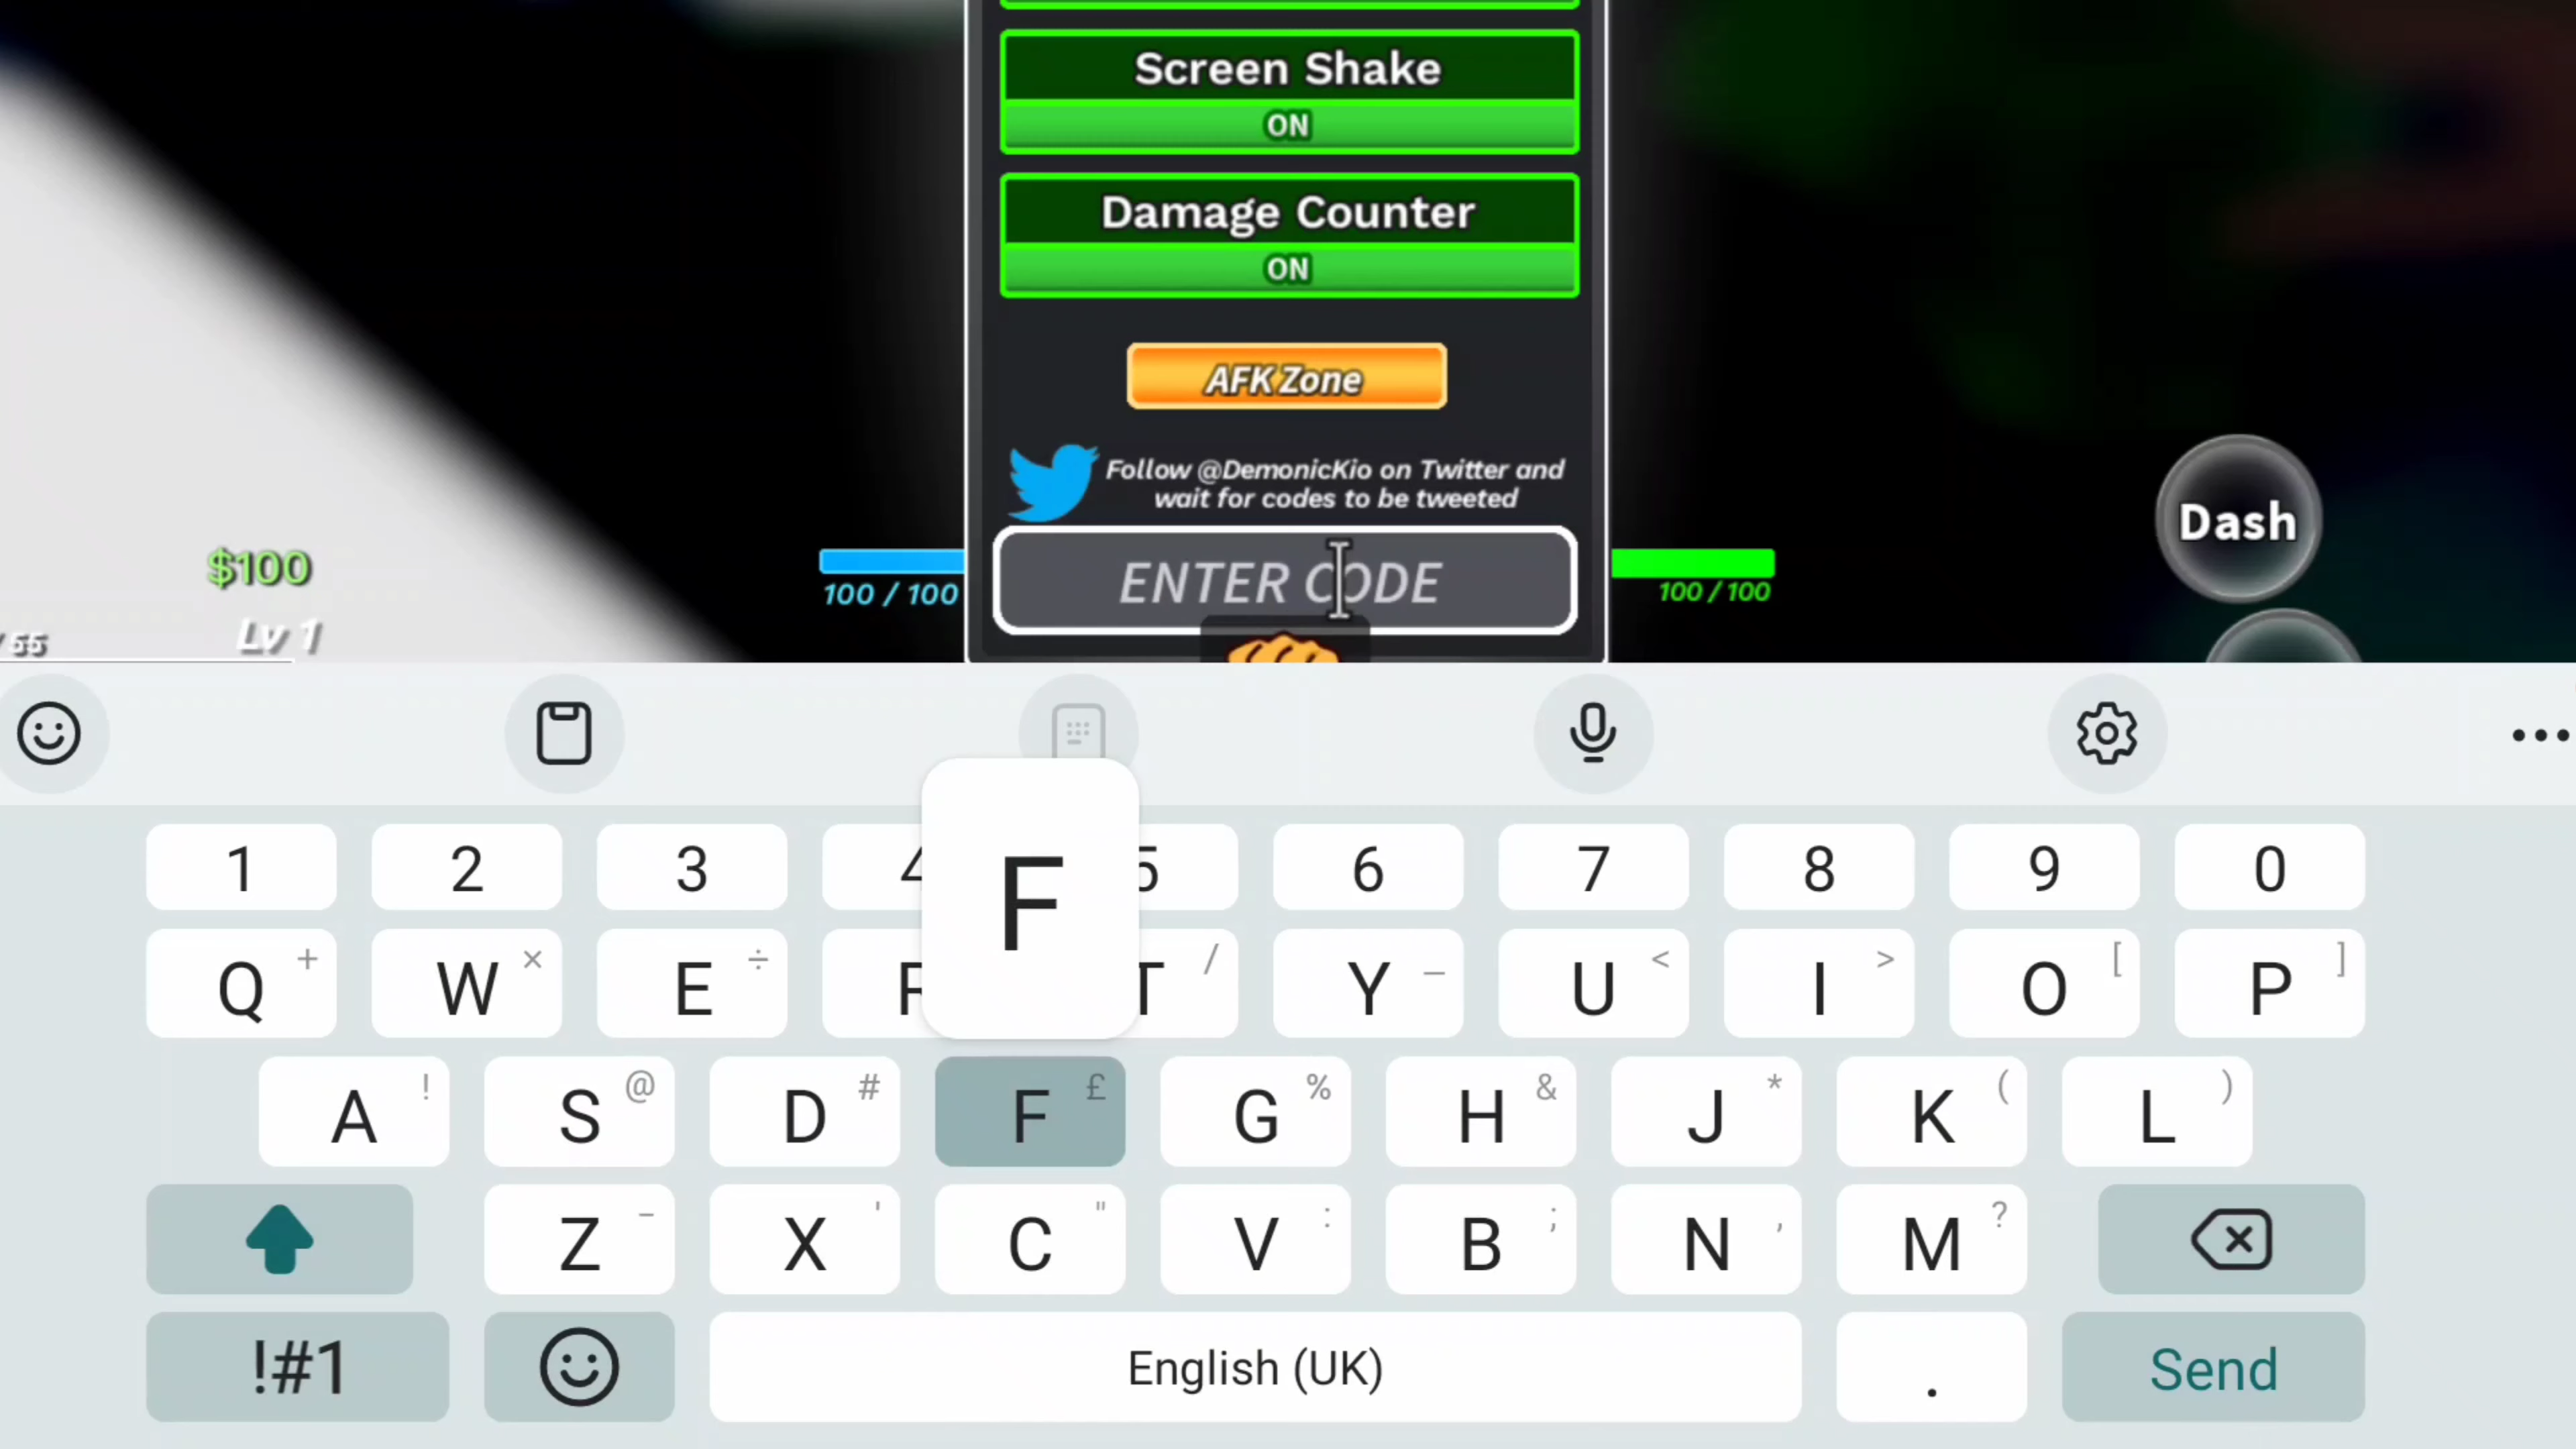 Screen Shake
ON
Damage Counter
ON
AFK Zone
Follow @DemonicKio on Twitter and
wait for codes to be tweeted
ENTER CODE
Dash
$100
100 / 100
100 / 100
/ 55
Lv 1
F
1 2 3 4 5 6 7 8 9 0
Q + W × E ÷ R T / Y _ U < I > O [ P ]
A ! S @ D # F £ G % H & J * K ( L )
Z - X ' C " V : B ; N , M ?
!#1 English (UK) . Send